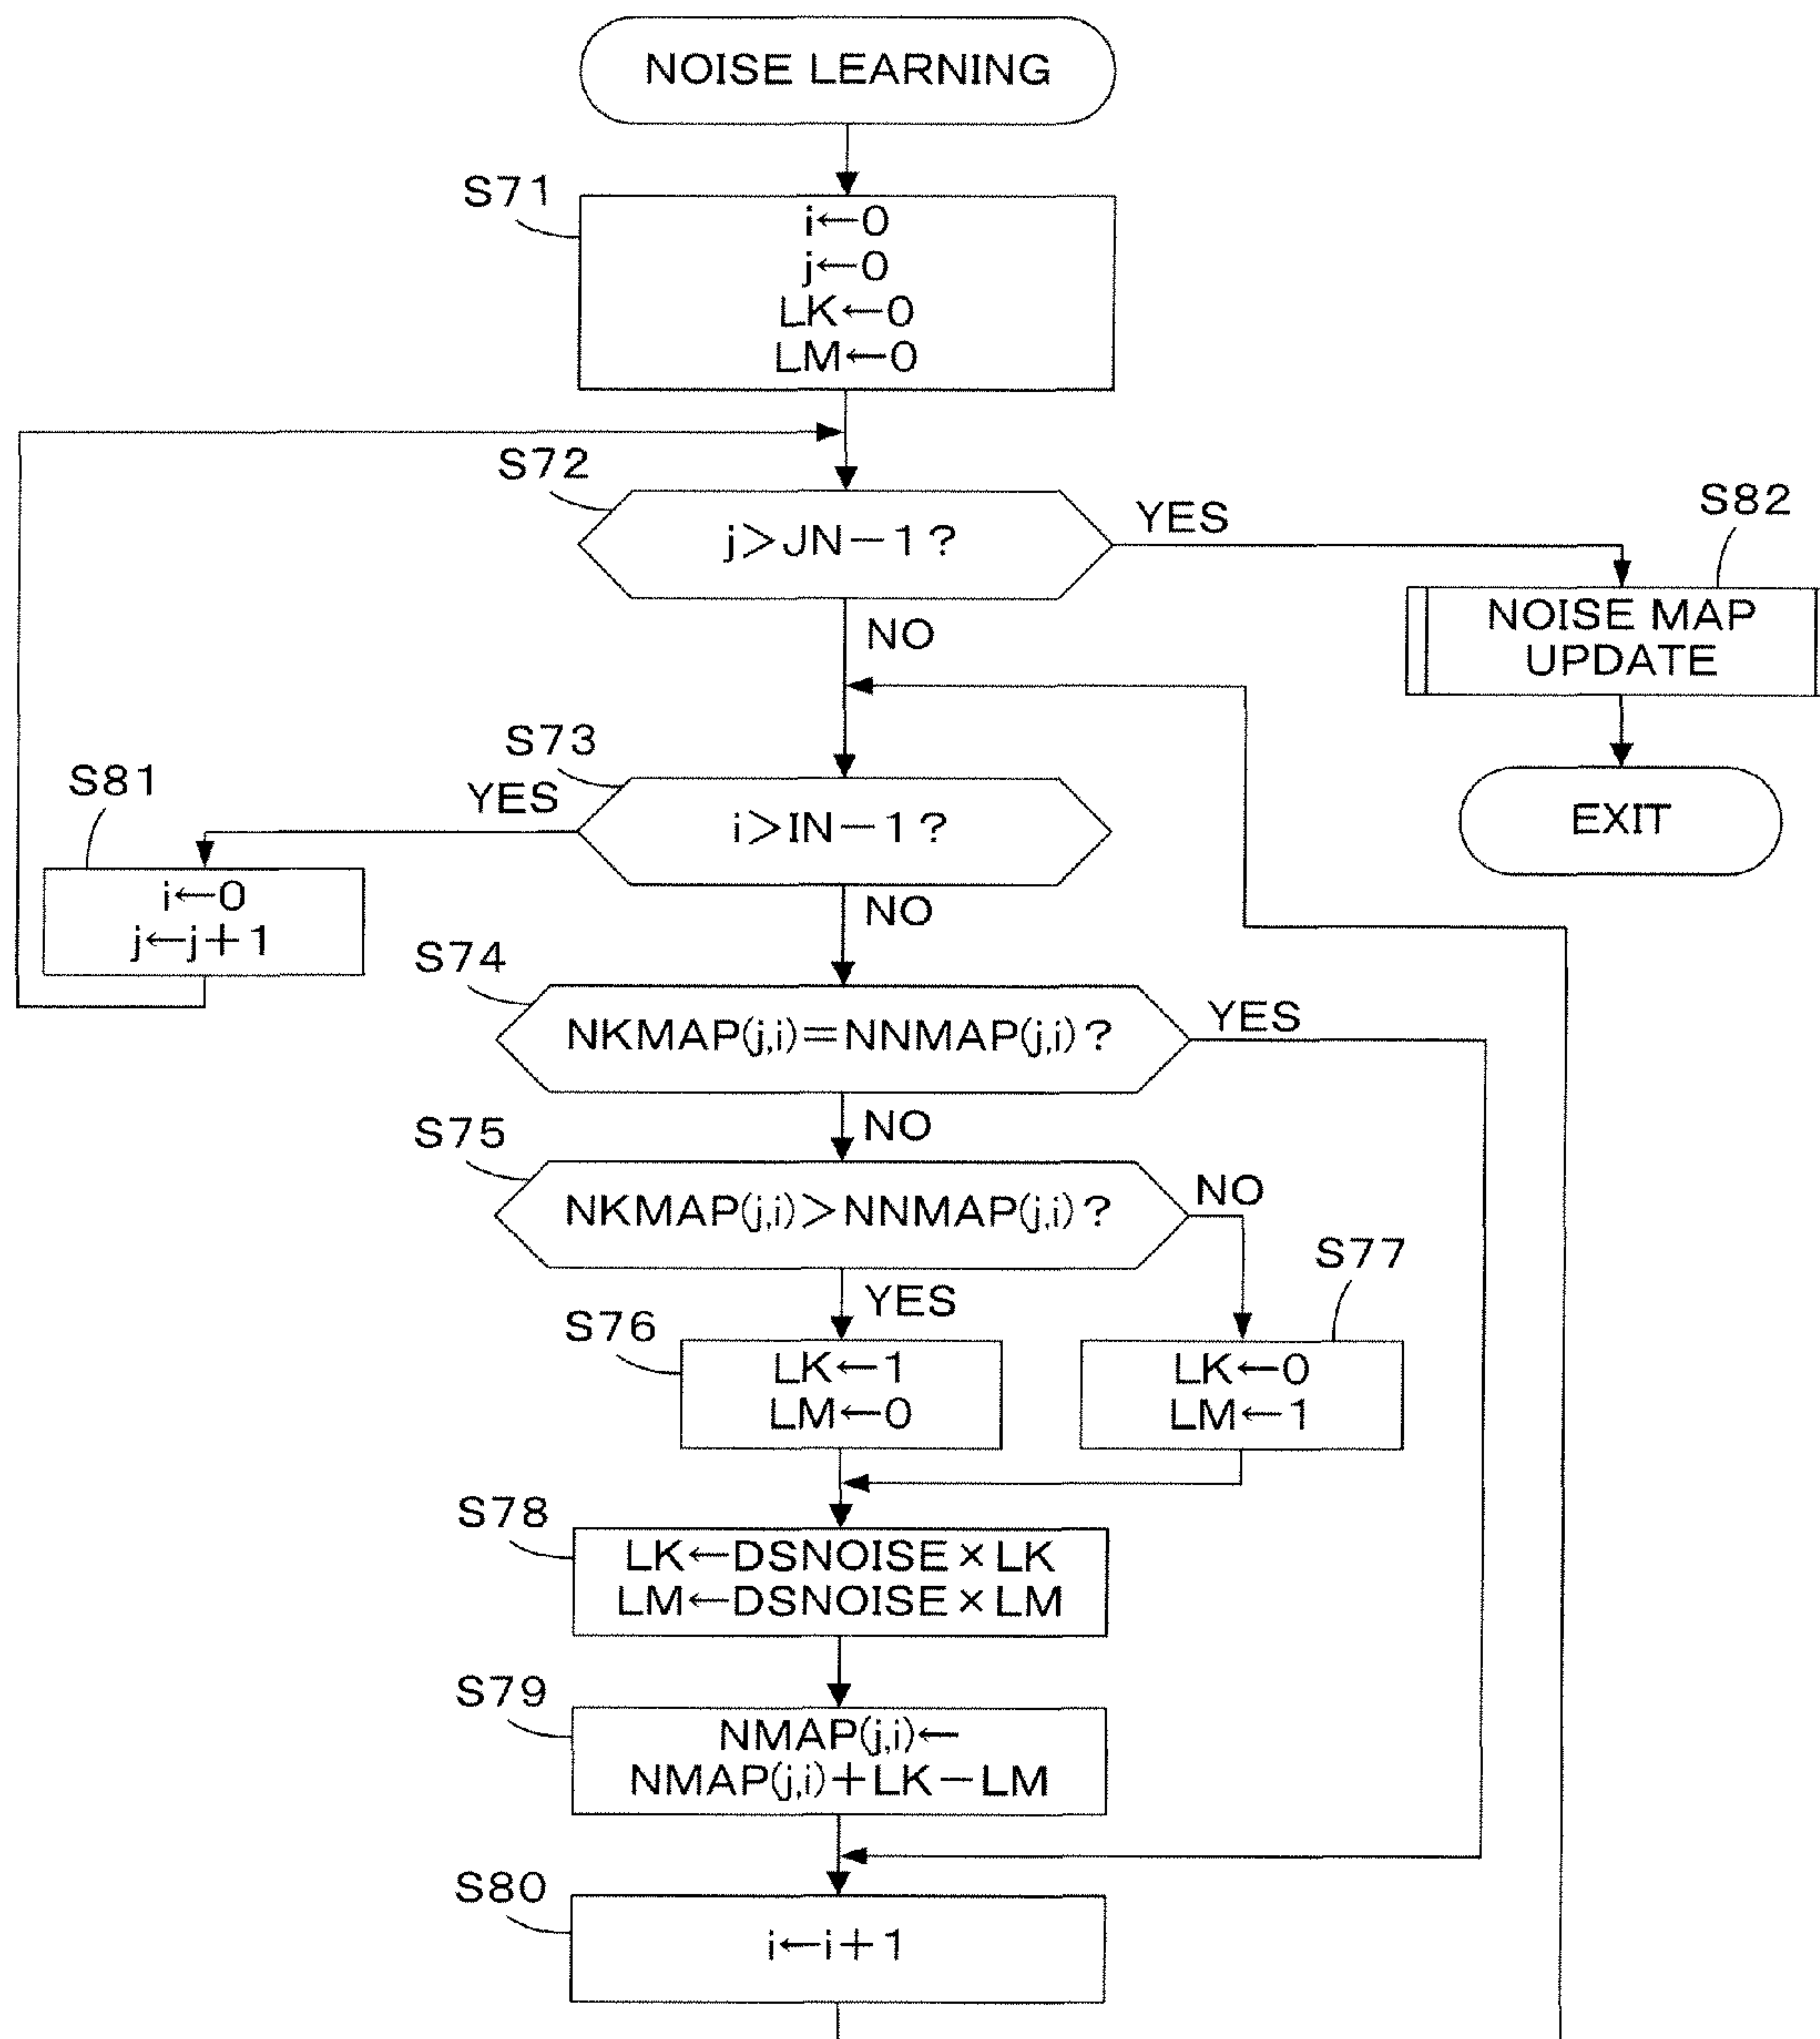 NOISE LEARNING
S71
i←0
j←0
LK←0
LM←0
S72
j>JN−1?
YES
S82
NOISE MAP
UPDATE
EXIT
NO
S73
i>IN−1?
YES
S81
i←0
j←j+1
NO
S74
NKMAP(j,i)=NNMAP(j,i)?
YES
NO
S75
NKMAP(j,i)>NNMAP(j,i)?
NO
YES
S76
LK←1
LM←0
S77
LK←0
LM←1
S78
LK←DSNOISE×LK
LM←DSNOISE×LM
S79
NMAP(j,i)←
NMAP(j,i)+LK−LM
S80
i←i+1